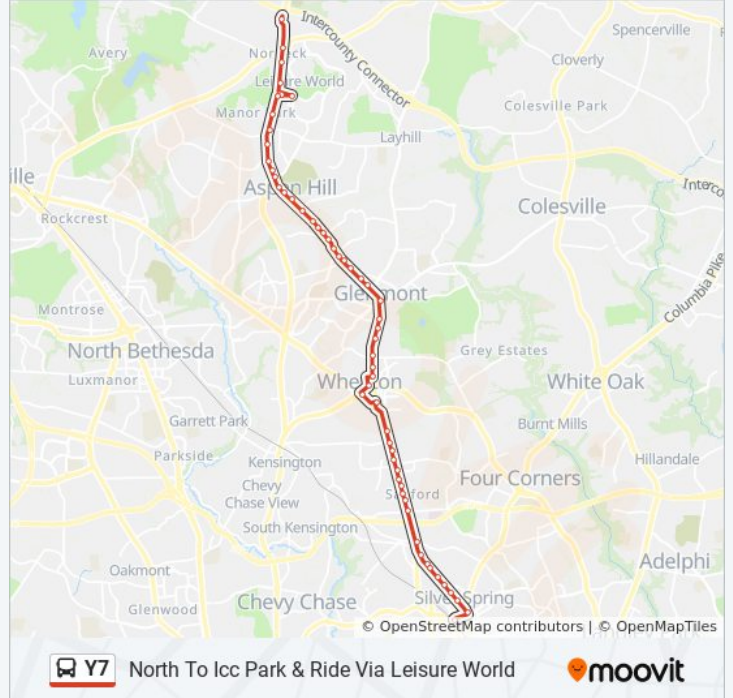 Spencerville
Intercounty Connector
Avery
Norbeck
Cloverly
Leisure World
Colesville Park
Manor Park
Layhill
ille
Aspen Hill
Interco
Rockcrest
Colesville
Columbia Pike
Glenmont
Montrose
North Bethesda
Grey Estates
Luxmanor
Wheaton
White Oak
Garrett Park
Burnt Mills
Parkside
Kensington
Hillandale
Four Corners
Chevy
Chase View
South Kensington
Adelphi
Oakmont
Silver Spring
Chevy Chase
Glenwood
© OpenStreetMap contributors | © OpenMapTiles
Y7 North To Icc Park & Ride Via Leisure World
moovit